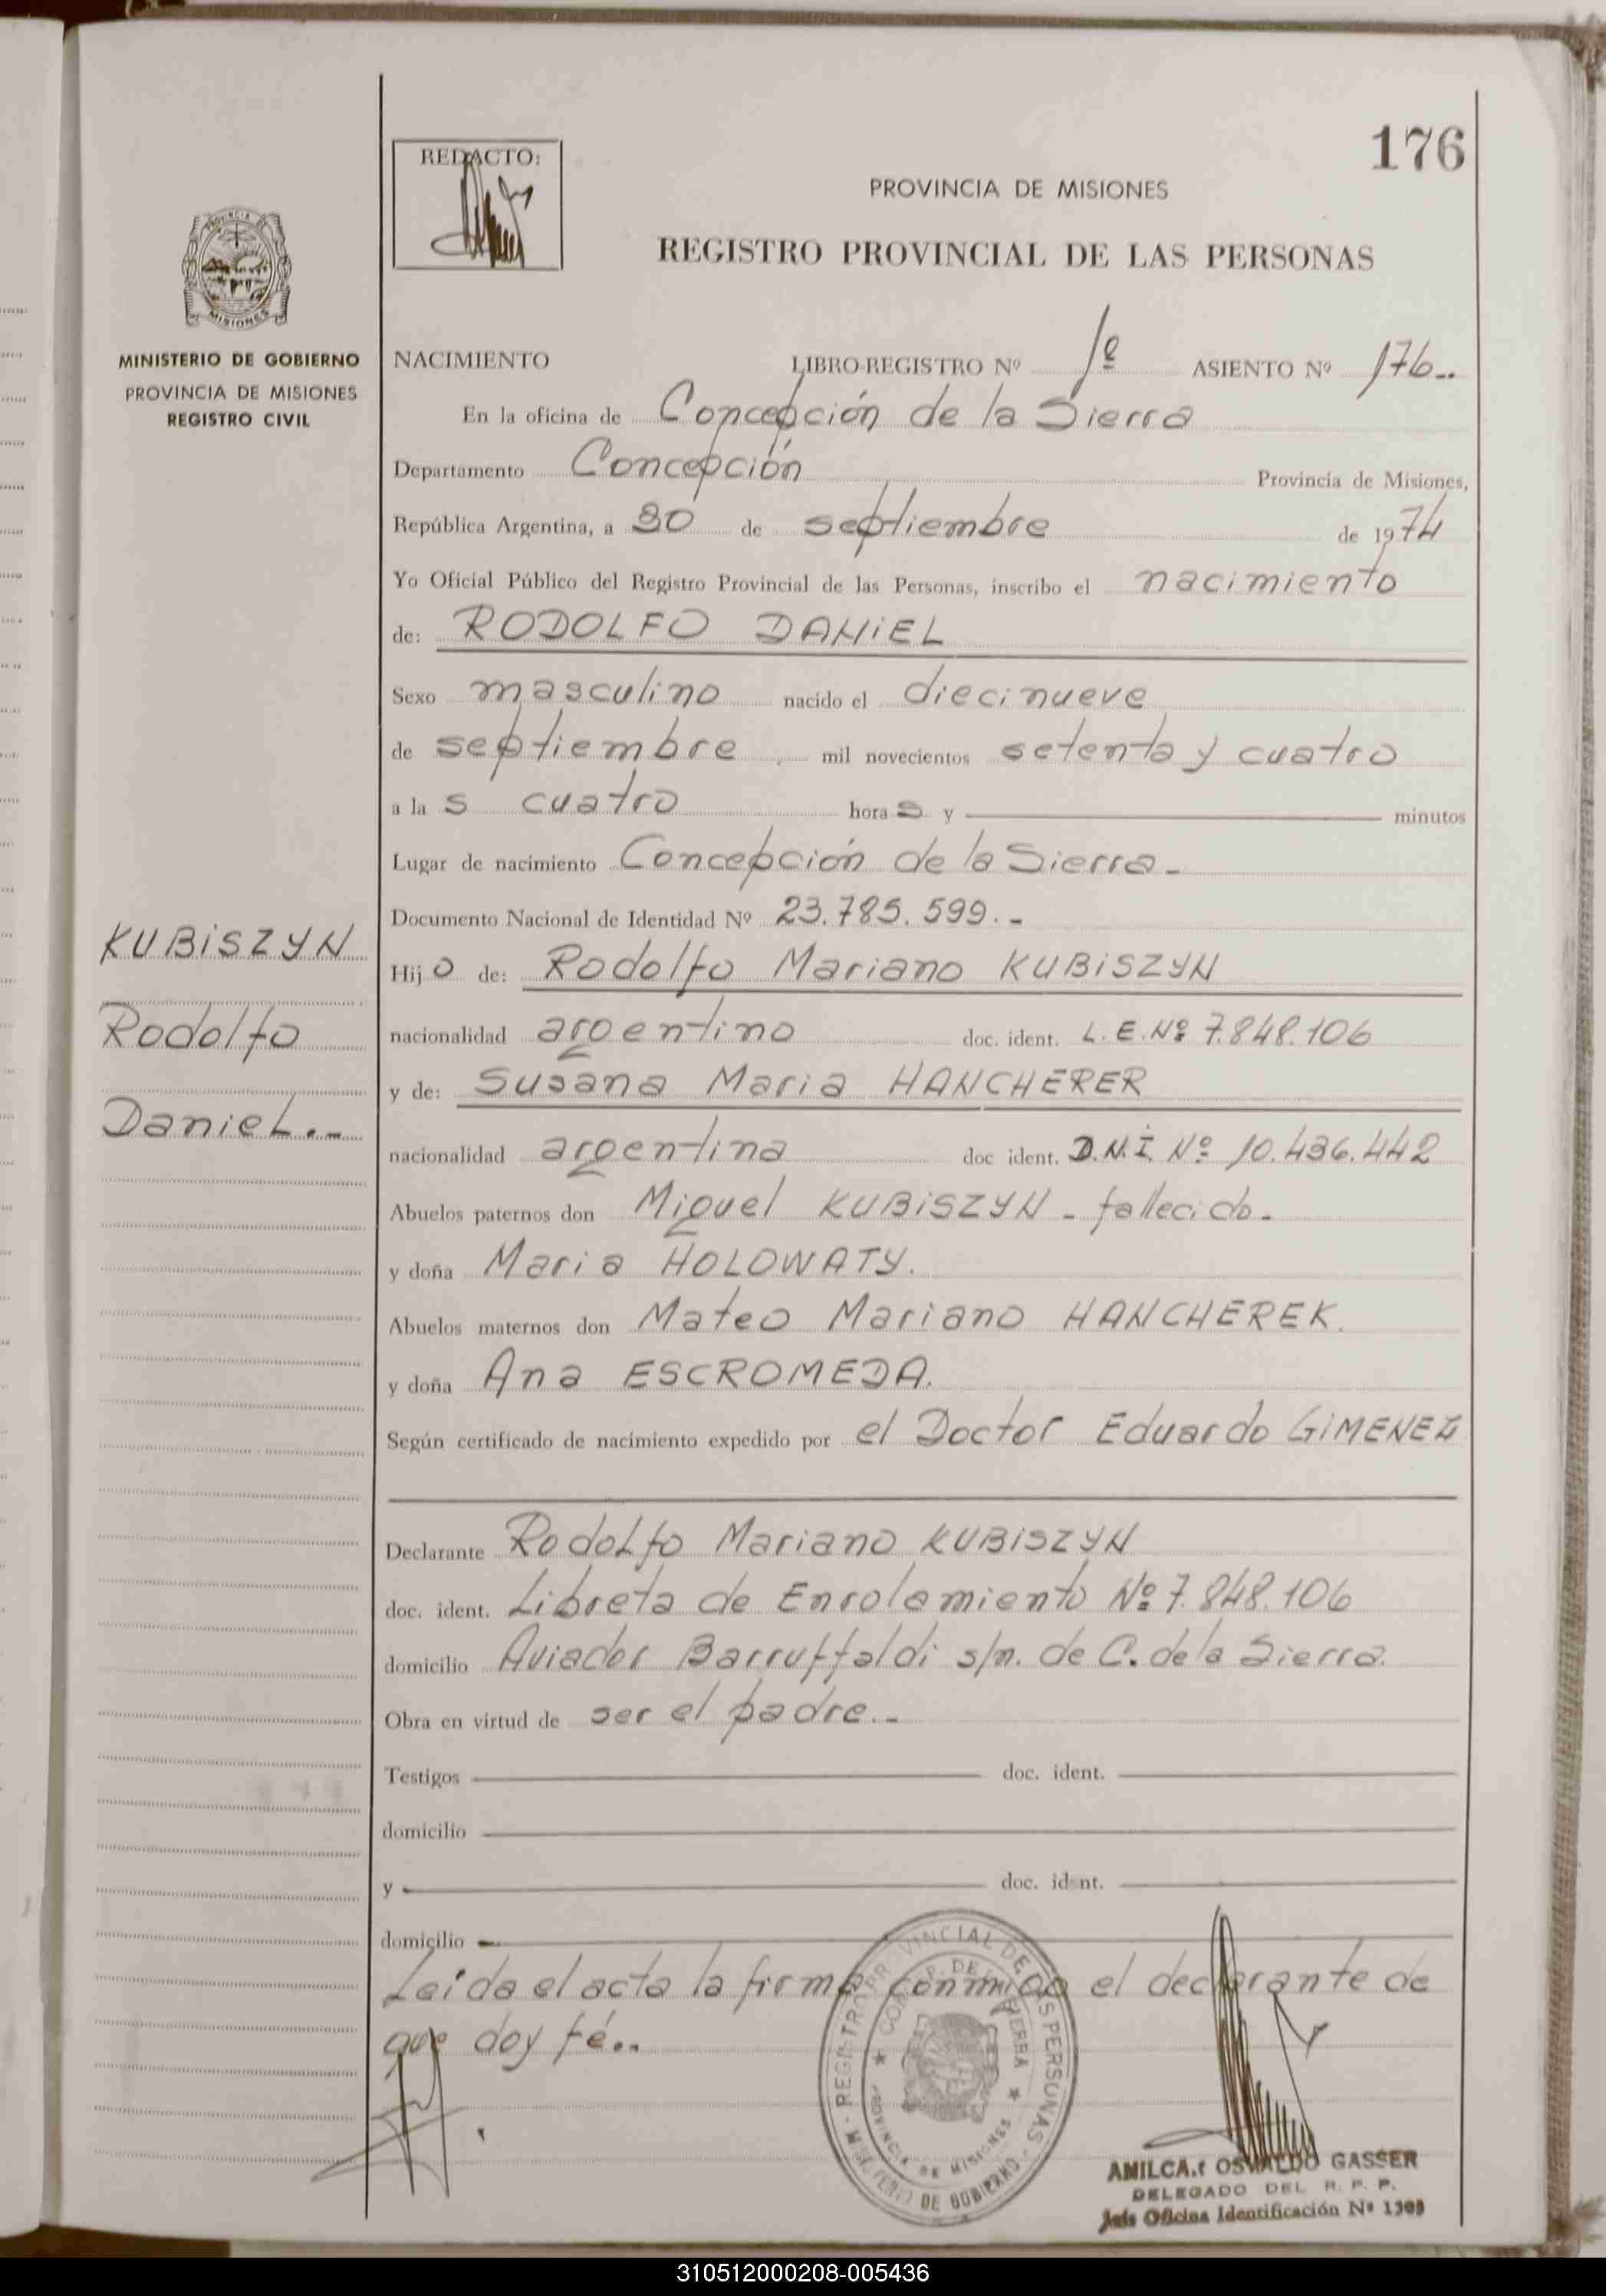 176
REDACTO:
PROVINCIA DE MISIONES
REGISTRO PROVINCIAL DE LAS PERSONAS
MISIONES
MINISTERIO DE GOBIERNO
PROVINCIA DE MISIONES
REGISTRO CIVIL
NACIMIENTO LIBRO-REGISTRO Nº 1º ASIENTO Nº 176..
En la oficina de Concepción de la Sierra
Departamento Concepción Provincia de Misiones,
República Argentina, a 30 de septiembre de 1974
Yo Oficial Público del Registro Provincial de las Personas, inscribo el nacimiento
de: RODOLFO DANIEL
Sexo masculino nacido el diecinueve
de septiembre mil novecientos setenta y cuatro
a la s cuatro hora s y minutos
Lugar de nacimiento Concepción de la Sierra.-
Documento Nacional de Identidad Nº 23.785.599.-
KUBISZYN
Rodolfo
Daniel.-
Hij o de: Rodolfo Mariano KUBISZYN
nacionalidad argentino doc. ident. L.E.Nº 7.848.106
y de: Susana Maria HANCHERER
nacionalidad argentina doc ident. D.N.I. Nº 10.436.442
Abuelos paternos don Miguel KUBISZYN - fallecido-
y doña Maria HOLOWATY.
Abuelos maternos don Mateo Mariano HANCHEREK.
y doña Ana ESCROMEDA.
Según certificado de nacimiento expedido por el Doctor Eduardo GIMENEZ
Declarante Rodolfo Mariano KUBISZYN
doc. ident. Libreta de Enrolamiento Nº 7.848.106
domicilio Aviador Barruffaldi s/n. de C. de la Sierra.
Obra en virtud de ser el padre.-
Testigos doc. ident.
domicilio
y doc. ident.
domicilio
Leída el acta la firma conmigo el declarante de
que doy fé..
REGISTRO PROVINCIAL DE LAS PERSONAS
DE GOBIERNO
PROVINCIA DE MISIONES
AMILCAR OSWALDO GASSER
DELEGADO DEL R. P. P.
Jefe Oficina Identificación Nº 1309
310512000208-005436